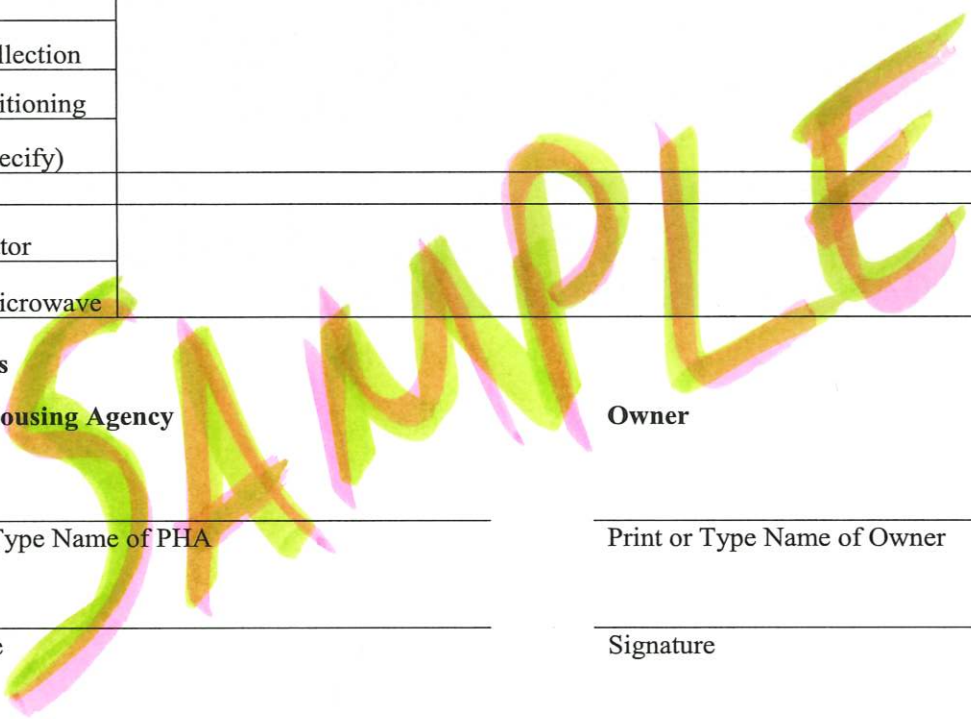 llection
itioning
ecify)
tor
icrowave
s
ousing Agency
Owner
Type Name of PHA
Print or Type Name of Owner
e
Signature
SAMPLE